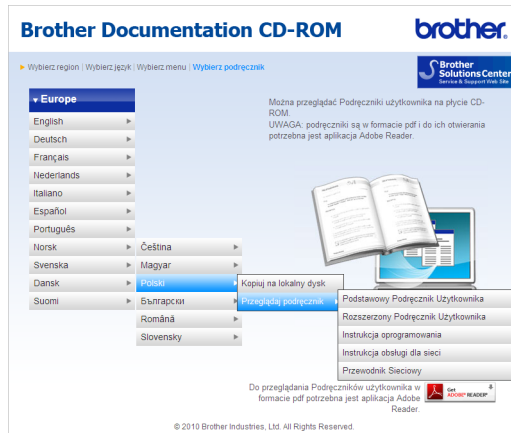 Brother Documentation CD-ROM
brother
Wybierz region | Wybierz język | Wybierz menu | Wybierz podręcznik
Brother
Solutions Center
Service & Support Web Site
Europe
English
Deutsch
Français
Nederlands
Italiano
Español
Português
Norsk
Svenska
Dansk
Suomi
Można przeglądać Podręczniki użytkownika na płycie CD-
ROM.
UWAGA: podręczniki są w formacie pdf i do ich otwierania
potrzebna jest aplikacja Adobe Reader.
Čeština
Magyar
Polski
Български
Română
Slovensky
Kopiuj na lokalny dysk
Przeglądaj podręcznik
Podstawowy Podręcznik Użytkownika
Rozszerzony Podręcznik Użytkownika
Instrukcja oprogramowania
Instrukcja obsługi dla sieci
Przewodnik Sieciowy
Do przeglądania Podręczników użytkownika w
formacie pdf potrzebna jest aplikacja Adobe
Reader.
Get
ADOBE® READER®
© 2010 Brother Industries, Ltd. All Rights Reserved.